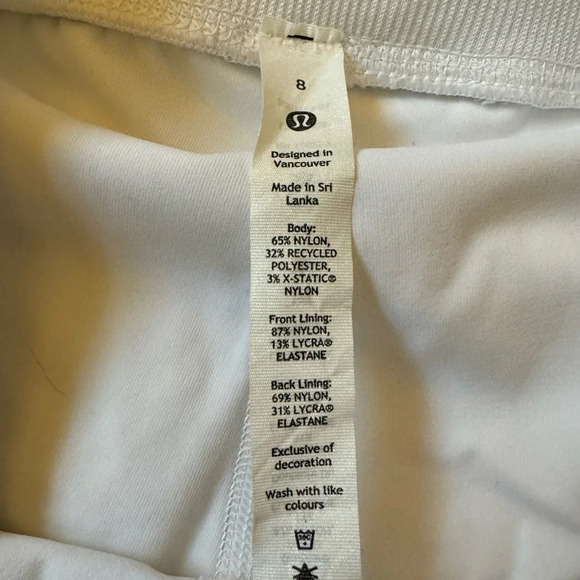 8
Designed in
Vancouver
Made in Sri
Lanka
Body:
65% NYLON,
32% RECYCLED
POLYESTER,
3% X-STATIC®
NYLON
Front Lining:
87% NYLON,
13% LYCRA®
ELASTANE
Back Lining:
69% NYLON,
31% LYCRA®
ELASTANE
Exclusive of
decoration
Wash with like
colours